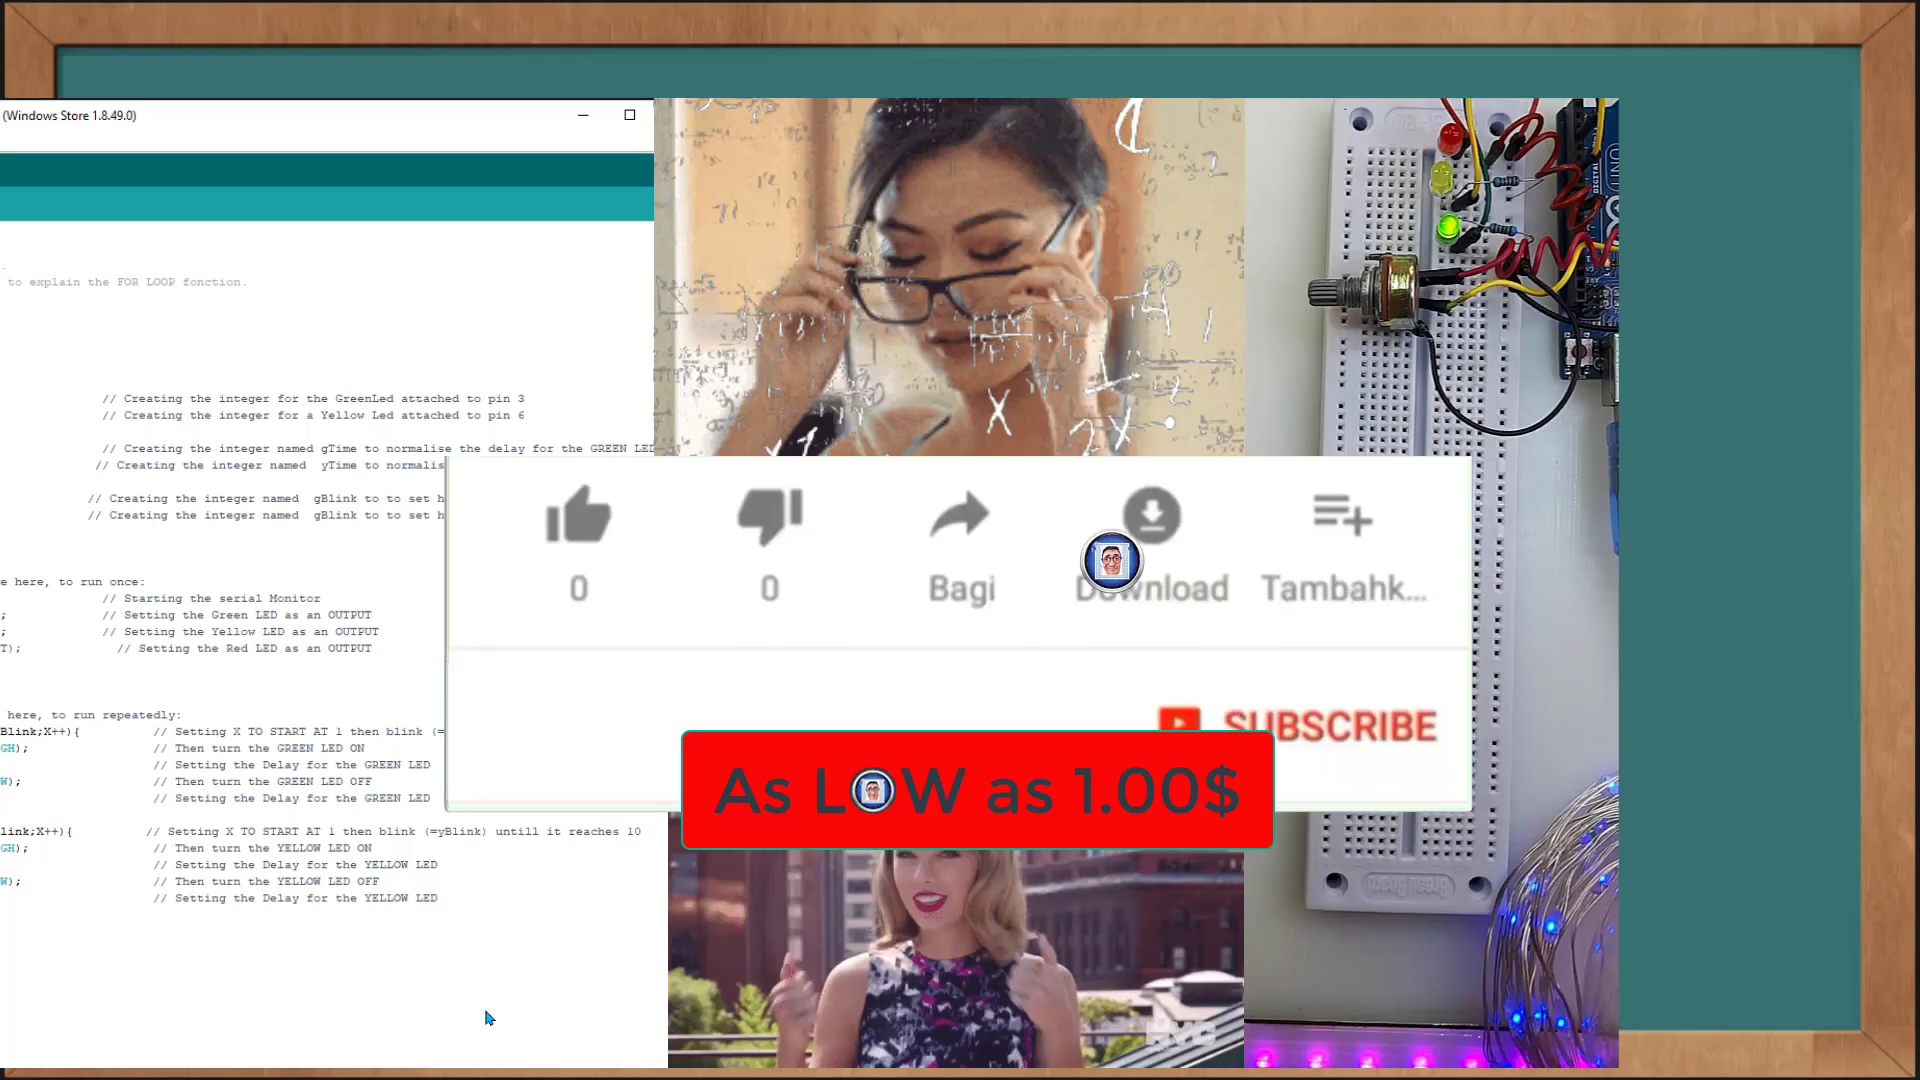 (Windows Store 1.8.49.0)
to explain the FOR LOOP fonction.
// Creating the integer for the GreenLed attached to pin 3
// Creating the integer for a Yellow Led attached to pin 6
// Creating the integer named gTime to normalise the delay for the GREEN LED
// Creating the integer named yTime to normalis
// Creating the integer named gBlink to to set h
// Creating the integer named gBlink to to set h
e here, to run once:
// Starting the serial Monitor
; // Setting the Green LED as an OUTPUT
; // Setting the Yellow LED as an OUTPUT
T); // Setting the Red LED as an OUTPUT
here, to run repeatedly:
Blink;X++){ // Setting X TO START AT 1 then blink (=
GH); // Then turn the GREEN LED ON
// Setting the Delay for the GREEN LED
W); // Then turn the GREEN LED OFF
// Setting the Delay for the GREEN LED
link;X++){ // Setting X TO START AT 1 then blink (=yBlink) untill it reaches 10
GH); // Then turn the YELLOW LED ON
// Setting the Delay for the YELLOW LED
W); // Then turn the YELLOW LED OFF
// Setting the Delay for the YELLOW LED
0 0 Bagi Download Tambahk...
SUBSCRIBE
As LOW as 1.00$